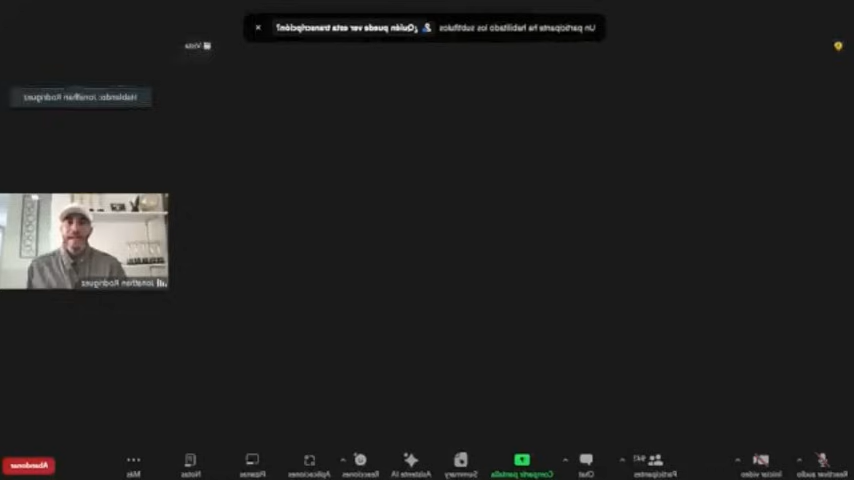 Un participante ha habilitado los subtítulos ¿Quién puede ver esta transcripción?
Vista
Hablando: Jonathan Rodriguez
Jonathan Rodriguez
Reactivar audio
Iniciar video
Participantes
Chat
Compartir pantalla
Summary
Asistente IA
Reacciones
Aplicaciones
Pizarras
Notas
Más
Abandonar